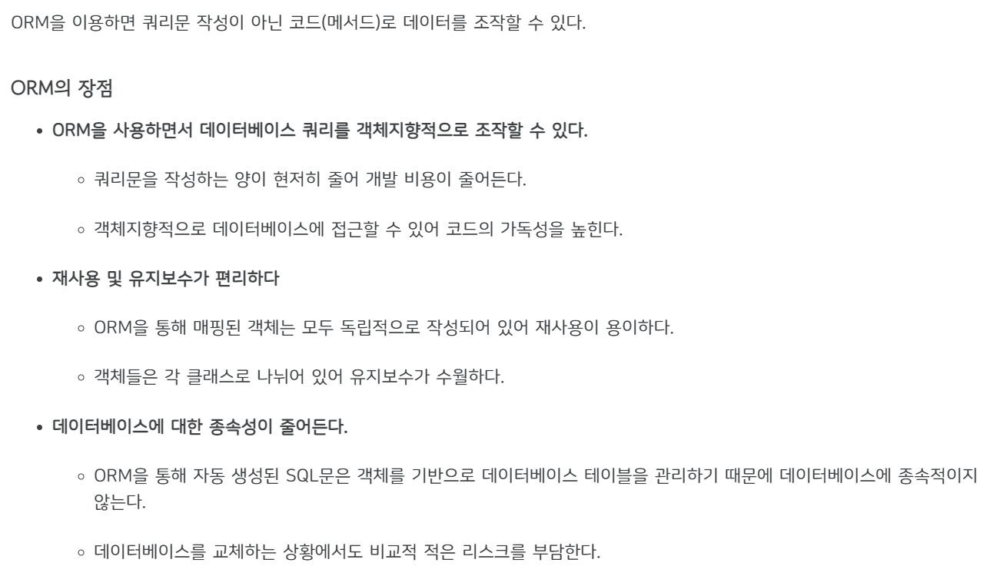 ORM을 이용하면 쿼리문 작성이 아닌 코드(메서드)로 데이터를 조작할 수 있다.
ORM의 장점
• ORM을 사용하면서 데이터베이스 쿼리를 객체지향적으로 조작할 수 있다.
◦ 쿼리문을 작성하는 양이 현저히 줄어 개발 비용이 줄어든다.
◦ 객체지향적으로 데이터베이스에 접근할 수 있어 코드의 가독성을 높힌다.
• 재사용 및 유지보수가 편리하다
◦ ORM을 통해 매핑된 객체는 모두 독립적으로 작성되어 있어 재사용이 용이하다.
◦ 객체들은 각 클래스로 나뉘어 있어 유지보수가 수월하다.
• 데이터베이스에 대한 종속성이 줄어든다.
◦ ORM을 통해 자동 생성된 SQL문은 객체를 기반으로 데이터베이스 테이블을 관리하기 때문에 데이터베이스에 종속적이지
않는다.
◦ 데이터베이스를 교체하는 상황에서도 비교적 적은 리스크를 부담한다.